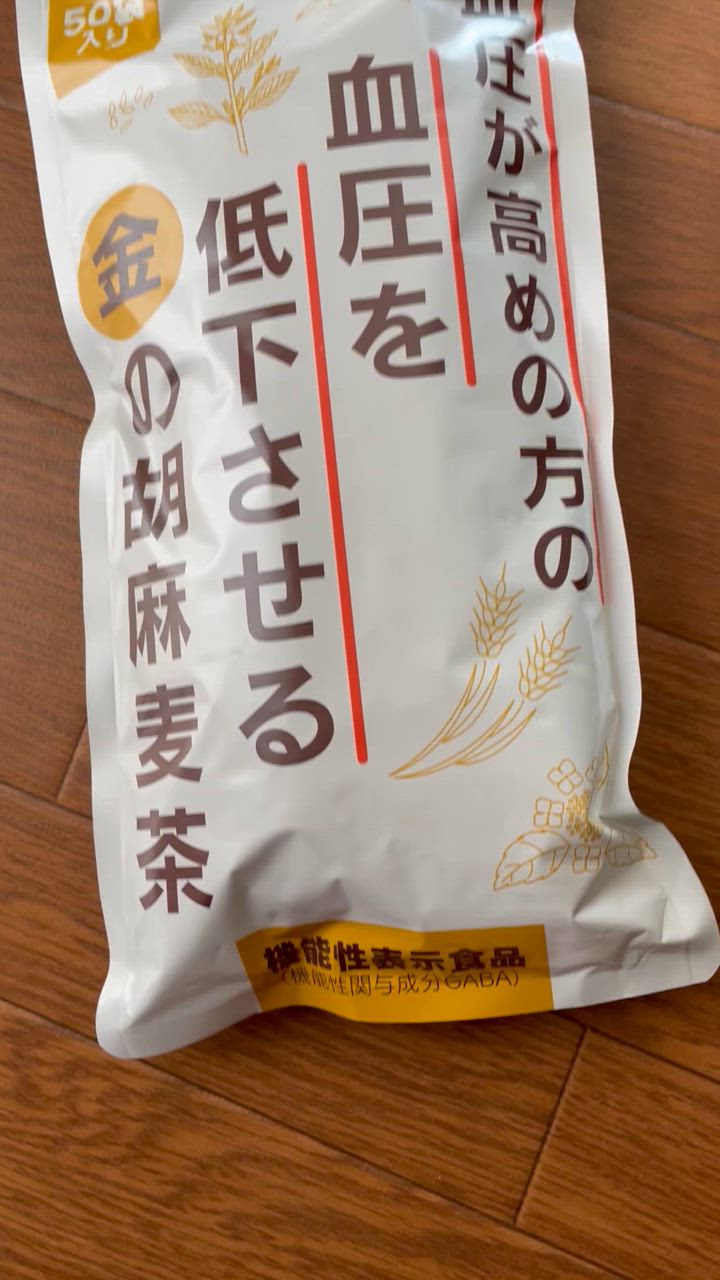 血圧が高めの方の
血圧を
低下させる
金の胡麻麦茶
50袋
入り
機能性表示食品
(機能性関与成分GABA)